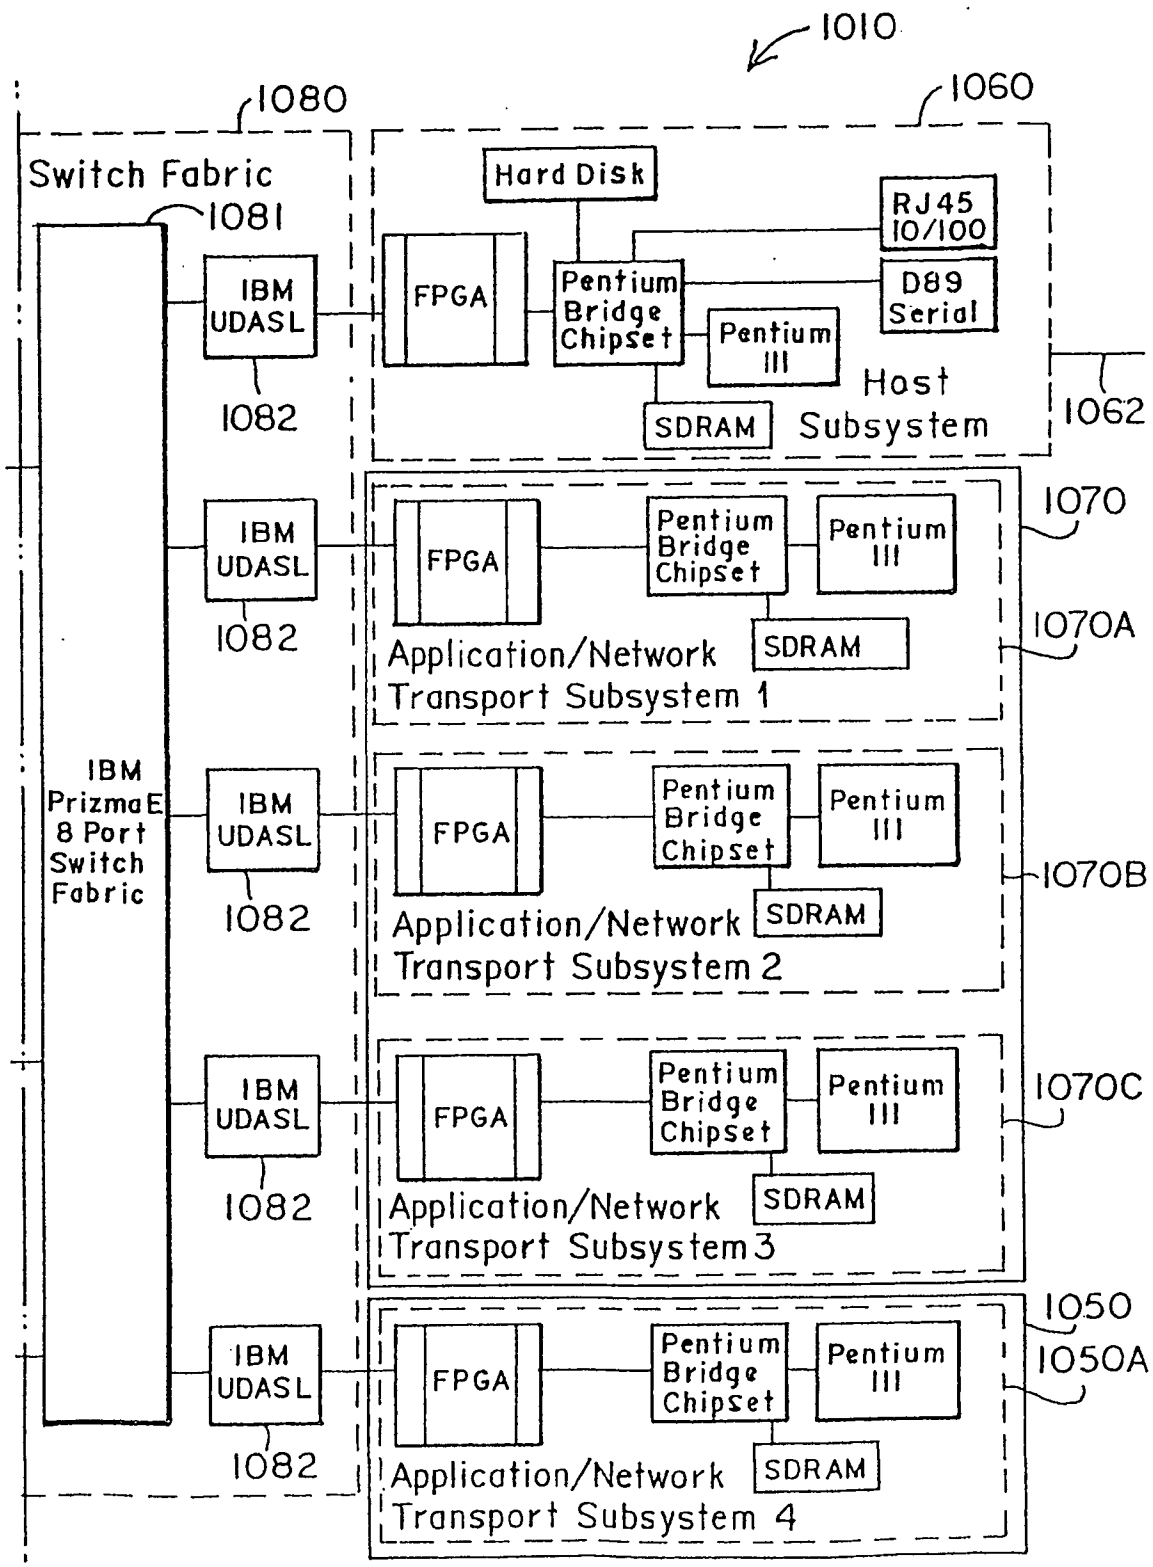 1010
1080
1060
Switch Fabric
1081
Hard Disk
RJ45
10/100
IBM
UDASL
FPGA
Pentium
Bridge
Chipset
D89
Serial
Pentium
III
Host
Subsystem
1082
SDRAM
1062
IBM
UDASL
FPGA
Pentium
Bridge
Chipset
Pentium
III
1070
1082
SDRAM
1070A
Application/Network
Transport Subsystem 1
IBM
PrizmaE
8 Port
Switch
Fabric
IBM
UDASL
FPGA
Pentium
Bridge
Chipset
Pentium
III
1070B
1082
SDRAM
Application/Network
Transport Subsystem 2
IBM
UDASL
FPGA
Pentium
Bridge
Chipset
Pentium
III
1070C
1082
SDRAM
Application/Network
Transport Subsystem 3
1050
IBM
UDASL
FPGA
Pentium
Bridge
Chipset
Pentium
III
1050A
1082
SDRAM
Application/Network
Transport Subsystem 4